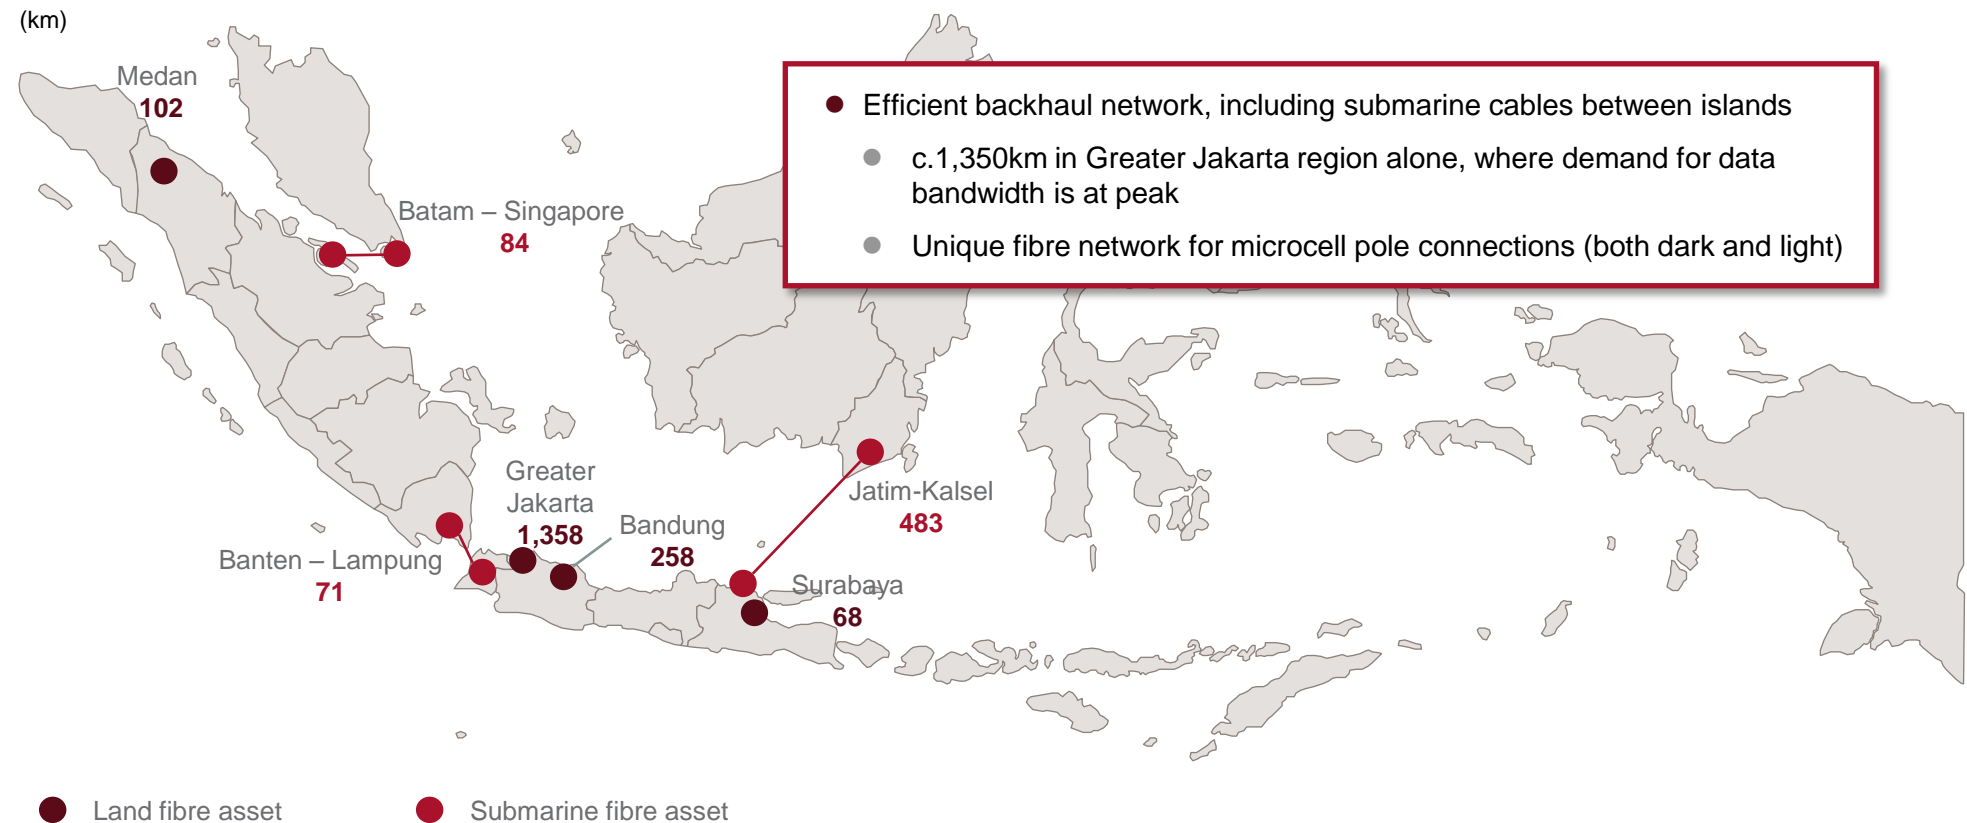 (km)
Medan
102
Efficient backhaul network, including submarine cables between islands
c.1,350km in Greater Jakarta region alone, where demand for data
bandwidth is at peak
Unique fibre network for microcell pole connections (both dark and light)
Batam – Singapore
84
Greater
Jakarta
1,358
Bandung
258
Jatim-Kalsel
483
Banten – Lampung
71
Surabaya
68
Land fibre asset
Submarine fibre asset